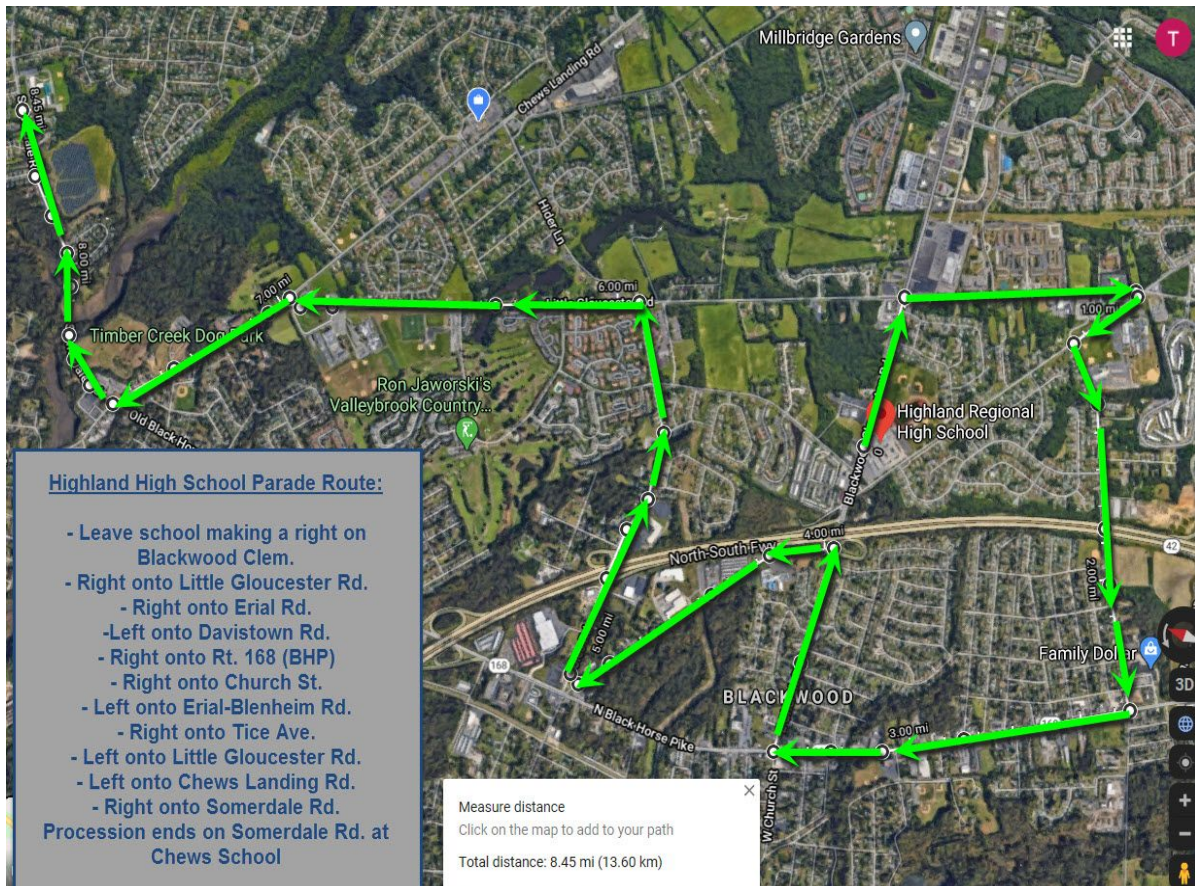 Millbridge Gardens
T
Chews Landing Rd
8.45 mi
Hider Ln
8.00 mi
7.00 mi
6.00 mi
1.00 mi
Timber Creek Dog Park
Ron Jaworski's
Valleybrook Country...
Highland Regional
High School
0
Old Black Hor
Blackwoo
4.00 mi
North-South Fwy
42
2.00 mi
5.00 mi
168
Family Dollar
3D
BLACKWOOD
N Black Horse Pike
3.00 mi
W Church St
Highland High School Parade Route:
- Leave school making a right on
Blackwood Clem.
- Right onto Little Gloucester Rd.
- Right onto Erial Rd.
-Left onto Davistown Rd.
- Right onto Rt. 168 (BHP)
- Right onto Church St.
- Left onto Erial-Blenheim Rd.
- Right onto Tice Ave.
- Left onto Little Gloucester Rd.
- Left onto Chews Landing Rd.
- Right onto Somerdale Rd.
Procession ends on Somerdale Rd. at
Chews School
Measure distance
Click on the map to add to your path
Total distance: 8.45 mi (13.60 km)